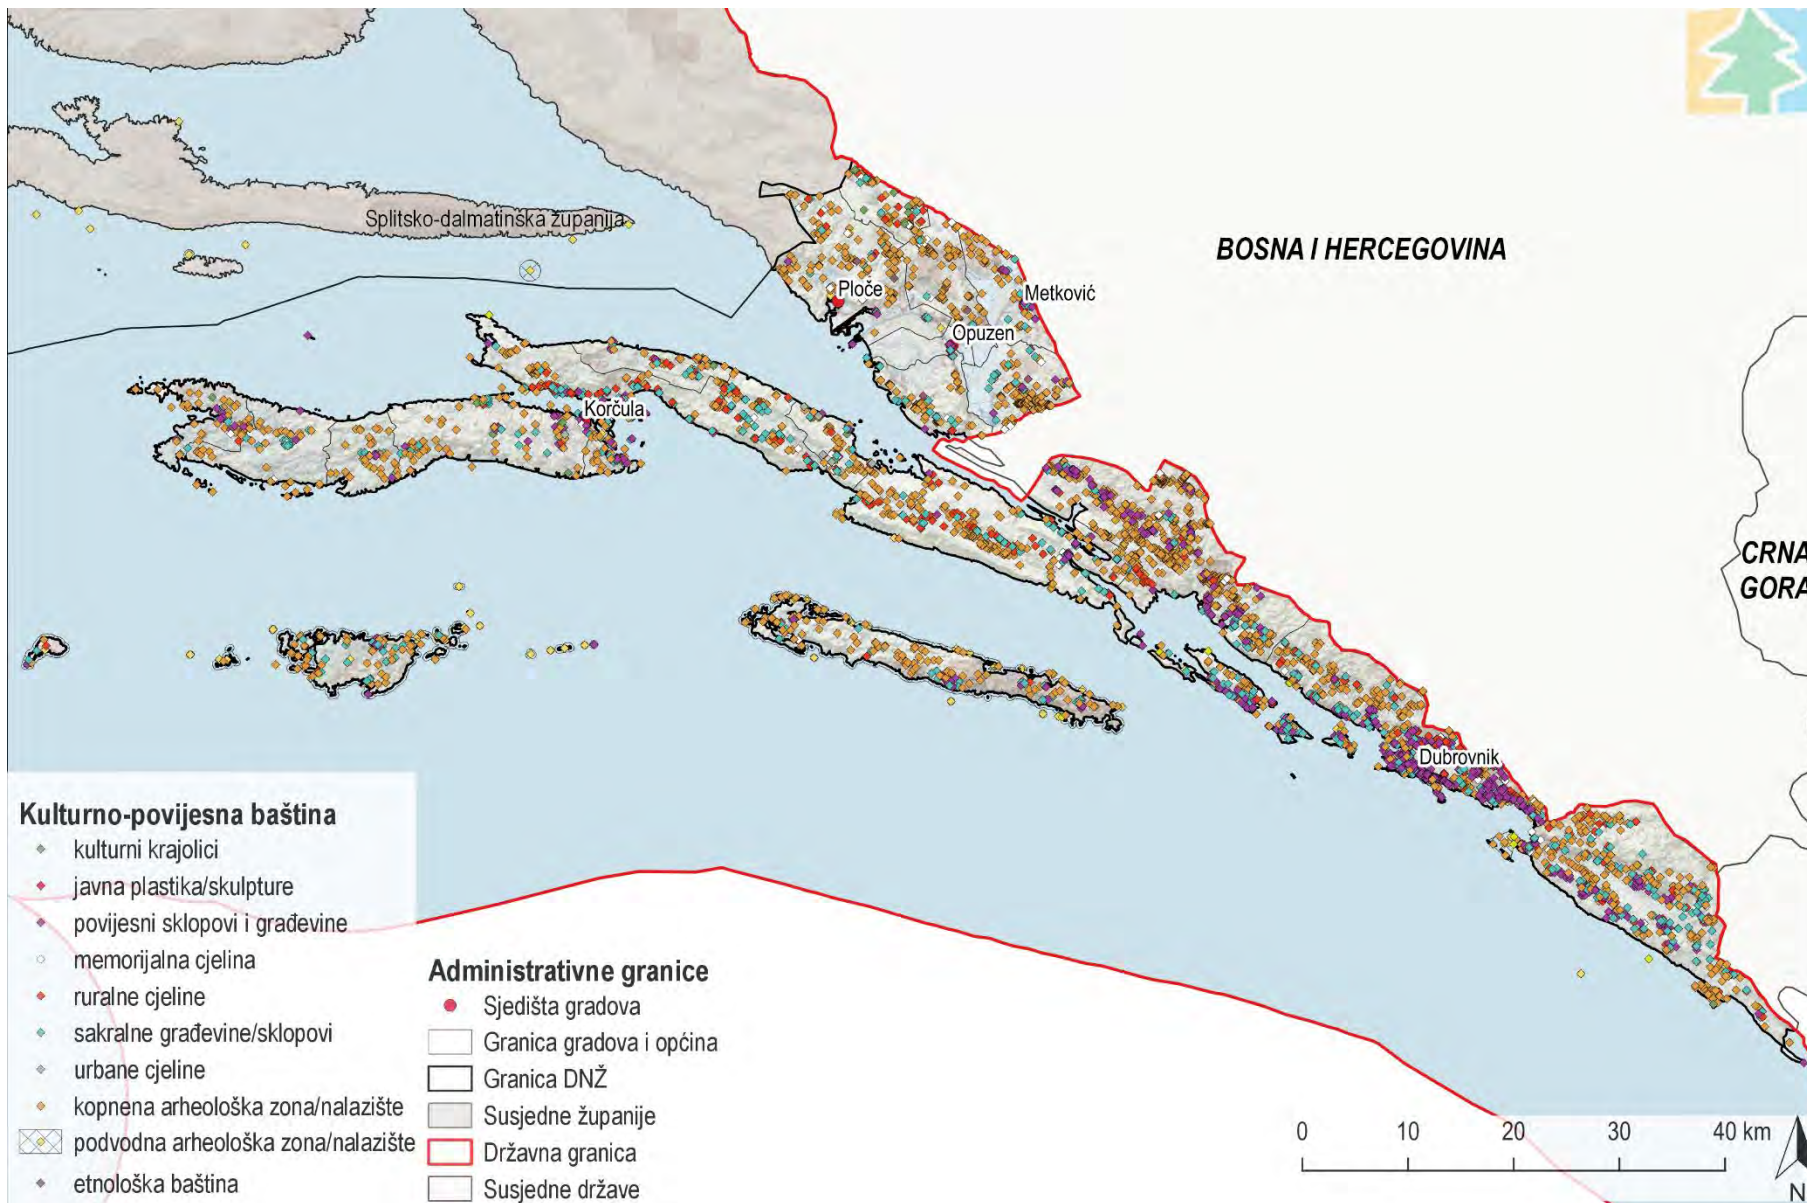 Splitsko-dalmatinska županija
BOSNA I HERCEGOVINA
Ploče
Metković
Opuzen
Korčula
CRNA
GORA
Dubrovnik
Kulturno-povijesna baština
kulturni krajolici
javna plastika/skulpture
povijesni sklopovi i građevine
memorijalna cjelina
ruralne cjeline
sakralne građevine/sklopovi
urbane cjeline
kopnena arheološka zona/nalazište
podvodna arheološka zona/nalazište
etnološka baština
Administrativne granice
Sjedišta gradova
Granica gradova i općina
Granica DNŽ
Susjedne županije
Državna granica
Susjedne države
0 10 20 30 40 km
N